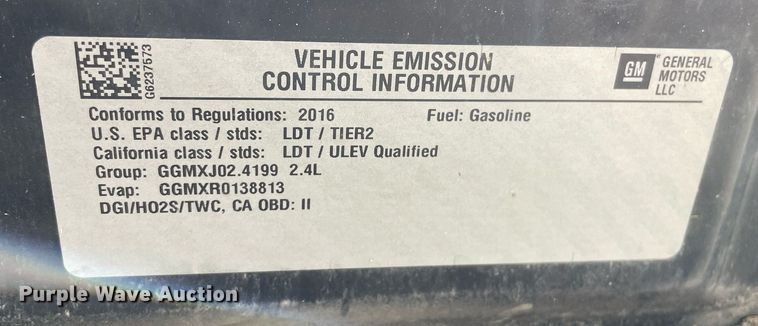 G6237573
VEHICLE EMISSION
CONTROL INFORMATION
GM
GENERAL
MOTORS
LLC
Conforms to Regulations: 2016 Fuel: Gasoline
U.S. EPA class / stds: LDT / TIER2
California class / stds: LDT / ULEV Qualified
Group: GGMXJ02.4199 2.4L
Evap: GGMXR0138813
DGI/HO2S/TWC, CA OBD: II
Purple Wave Auction